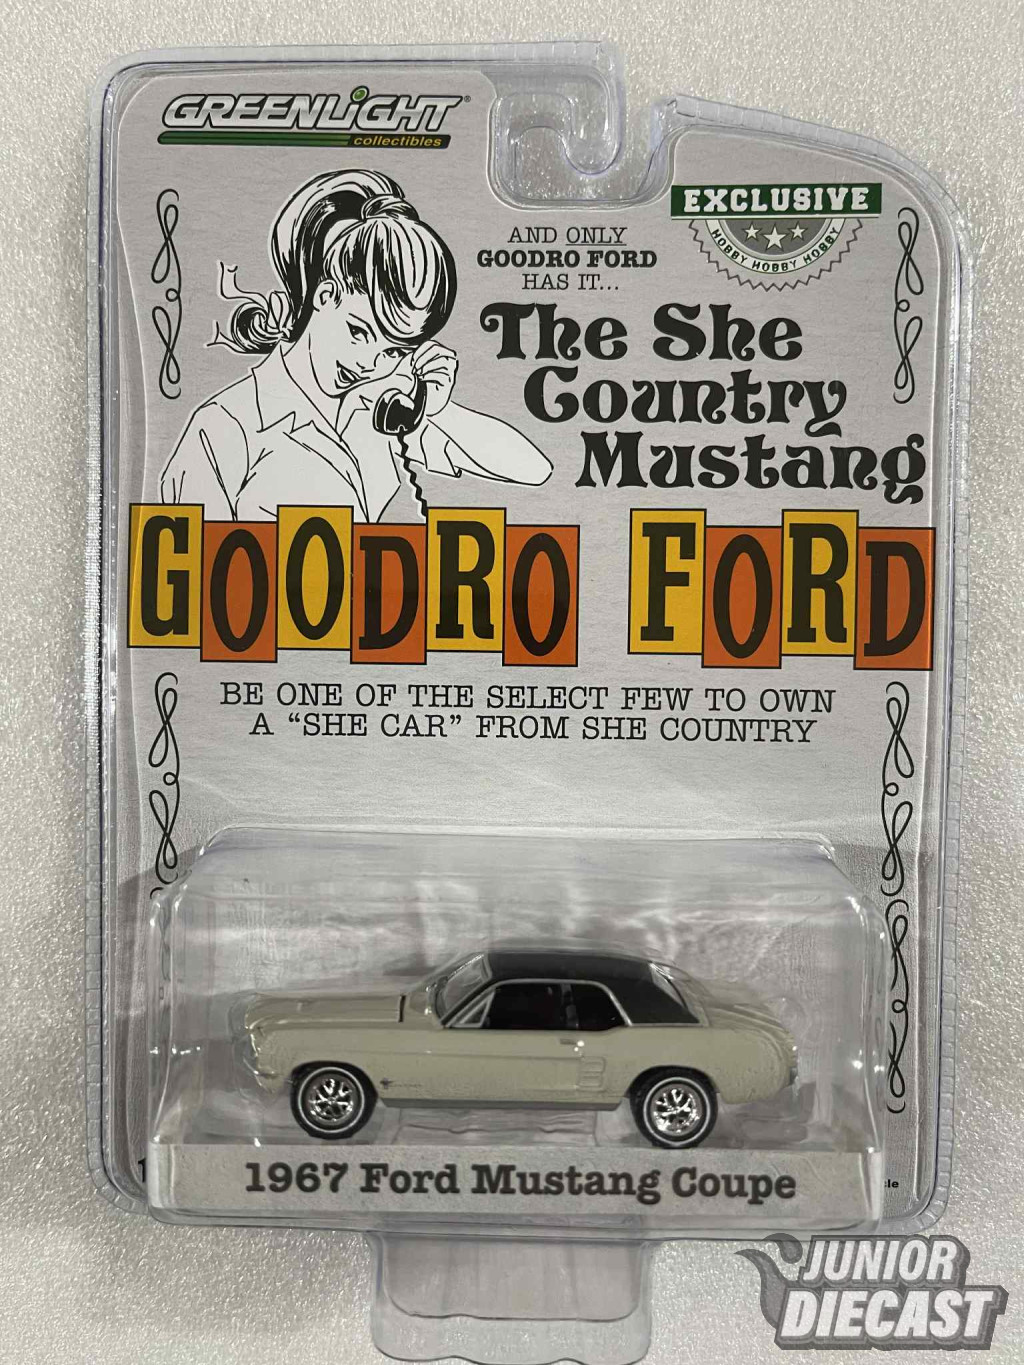 GREENLIGHT®
collectibles
EXCLUSIVE
HOBBY HOBBY HOBBY
AND ONLY
GOODRO FORD
HAS IT...
The She
Country
Mustang
GOODRO FORD
BE ONE OF THE SELECT FEW TO OWN
A “SHE CAR” FROM SHE COUNTRY
1967 Ford Mustang Coupe
JUNIOR
DIECAST